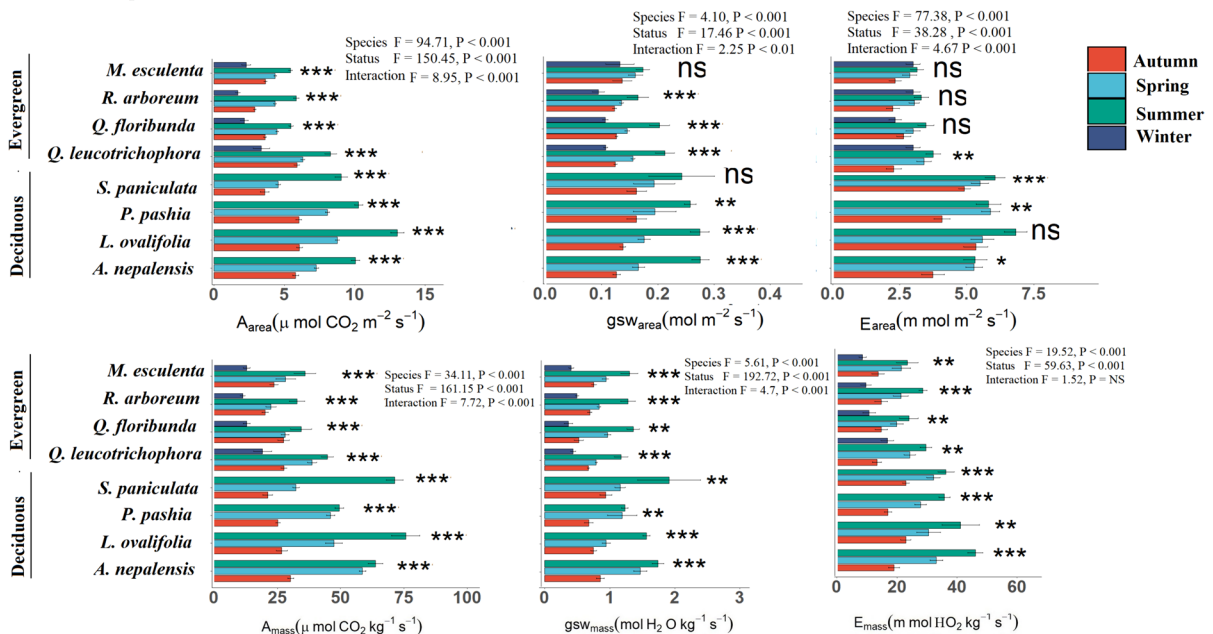 Species F = 94.71, P < 0.001
Status F = 150.45, P < 0.001
Interaction F = 8.95, P < 0.001
Evergreen
Deciduous
M. esculenta
***
R. arboreum
***
Q. floribunda
***
Q. leucotrichophora
***
S. paniculata
***
P. pashia
***
L. ovalifolia
***
A. nepalensis
***
0 5 10 15
A_area(μ mol CO₂ m⁻² s⁻¹)
Species F = 4.10, P < 0.001
Status F = 17.46 P < 0.001
Interaction F = 2.25 P < 0.01
ns
***
***
***
ns
**
***
***
0.0 0.1 0.2 0.3 0.4
gsw_area(mol m⁻² s⁻¹)
Species F = 77.38, P < 0.001
Status F = 38.28 , P < 0.001
Interaction F = 4.67 P < 0.001
ns
ns
ns
**
***
**
ns
*
0.0 2.5 5.0 7.5
E_area(m mol m⁻² s⁻¹)
Autumn
Spring
Summer
Winter
Evergreen
Deciduous
Species F = 34.11, P < 0.001
Status F = 161.15 P < 0.001
Interaction F = 7.72, P < 0.001
M. esculenta
***
R. arboreum
***
Q. floribunda
***
Q. leucotrichophora
***
S. paniculata
***
P. pashia
***
L. ovalifolia
***
A. nepalensis
***
0 25 50 75 100
A_mass(μ mol CO₂ kg⁻¹ s⁻¹)
Species F = 5.61, P < 0.001
Status F = 192.72, P < 0.001
Interaction F = 4.7, P < 0.001
***
***
**
***
**
**
***
***
0 1 2 3
gsw_mass(mol H₂ O kg⁻¹ s⁻¹)
Species F = 19.52, P < 0.001
Status F = 59.63, P < 0.001
Interaction F = 1.52, P = NS
**
***
**
**
***
***
**
***
0 20 40 60
E_mass(m mol HO₂ kg⁻¹ s⁻¹)